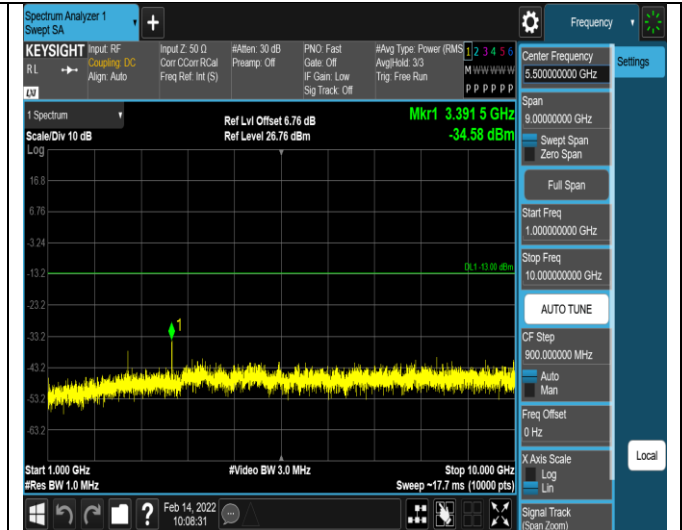 Spectrum Analyzer 1
Swept SA
+
Frequency
KEYSIGHT
R L
LXI
Input: RF
Coupling: DC
Align: Auto
Input Z: 50 Ω
Corr CCorr RCal
Freq Ref: Int (S)
#Atten: 30 dB
Preamp: Off
PNO: Fast
Gate: Off
IF Gain: Low
Sig Track: Off
#Avg Type: Power (RMS
Avg|Hold: 3/3
Trig: Free Run
1 2 3 4 5 6
M W W W W W
P P P P P P
1 Spectrum
Scale/Div 10 dB
Log
Ref Lvl Offset 6.76 dB
Ref Level 26.76 dBm
Mkr1 3.391 5 GHz
-34.58 dBm
16.8
6.76
-3.24
-13.2
-23.2
-33.2
-43.2
-53.2
-63.2
DL1 -13.00 dBm
1
Start 1.000 GHz
#Res BW 1.0 MHz
#Video BW 3.0 MHz
Stop 10.000 GHz
Sweep ~17.7 ms (10000 pts)
Feb 14, 2022
10:08:31
?
Center Frequency
5.500000000 GHz
Span
9.00000000 GHz
Swept Span
Zero Span
Full Span
Start Freq
1.000000000 GHz
Stop Freq
10.000000000 GHz
AUTO TUNE
CF Step
900.000000 MHz
Auto
Man
Freq Offset
0 Hz
X Axis Scale
Log
Lin
Signal Track
(Span Zoom)
Settings
Local